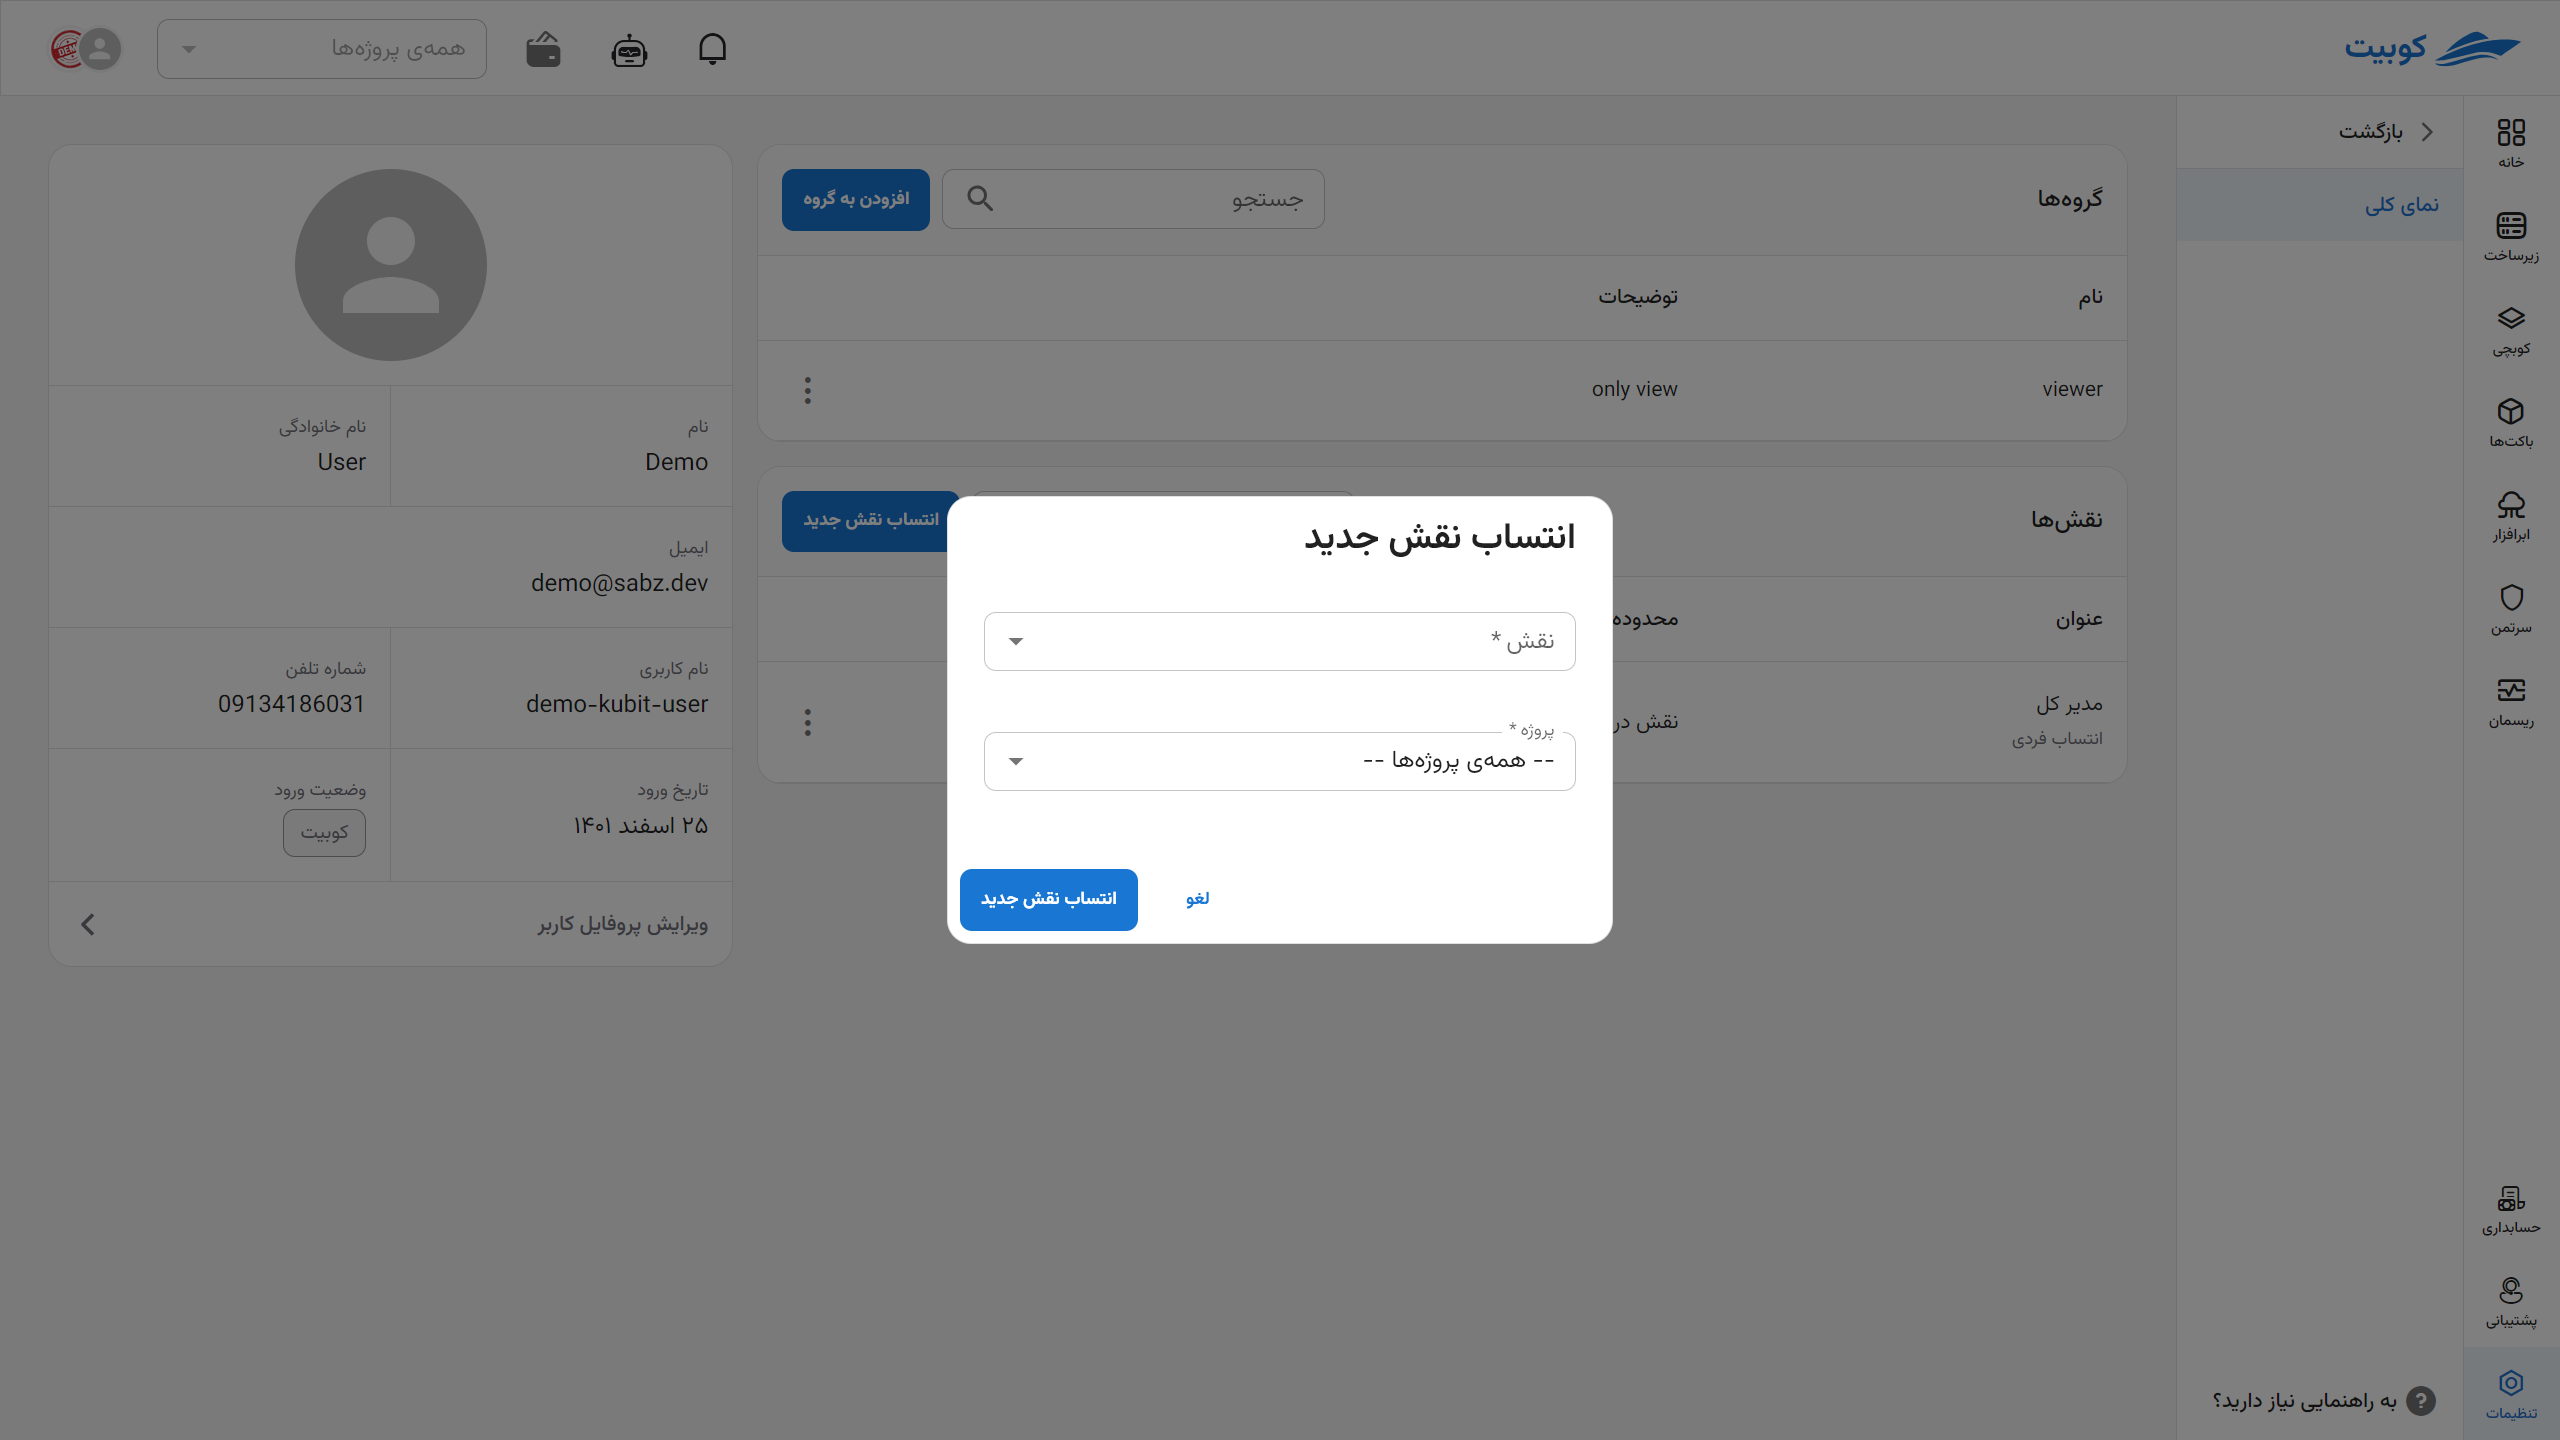 کوبیت
همه‌ی پروژه‌ها
خانه
زیرساخت
کوبچی
باکت‌ها
ابرافزار
سرتمن
ریسمان
حسابداری
پشتیبانی
تنظیمات
بازگشت
نمای کلی
به راهنمایی نیاز دارید؟
گروه‌ها
جستجو
افزودن به گروه
نام
توضیحات
viewer
only view
نقش‌ها
انتساب نقش جدید
عنوان
محدوده
مدیر کل
نقش در
انتساب فردی
انتساب نقش جدید
نقش *
پروژه *
-- همه‌ی پروژه‌ها --
لغو
انتساب نقش جدید
نام
Demo
نام خانوادگی
User
ایمیل
demo@sabz.dev
نام کاربری
demo-kubit-user
شماره تلفن
09134186031
تاریخ ورود
۲۵ اسفند ۱۴۰۱
وضعیت ورود
کوبیت
ویرایش پروفایل کاربر